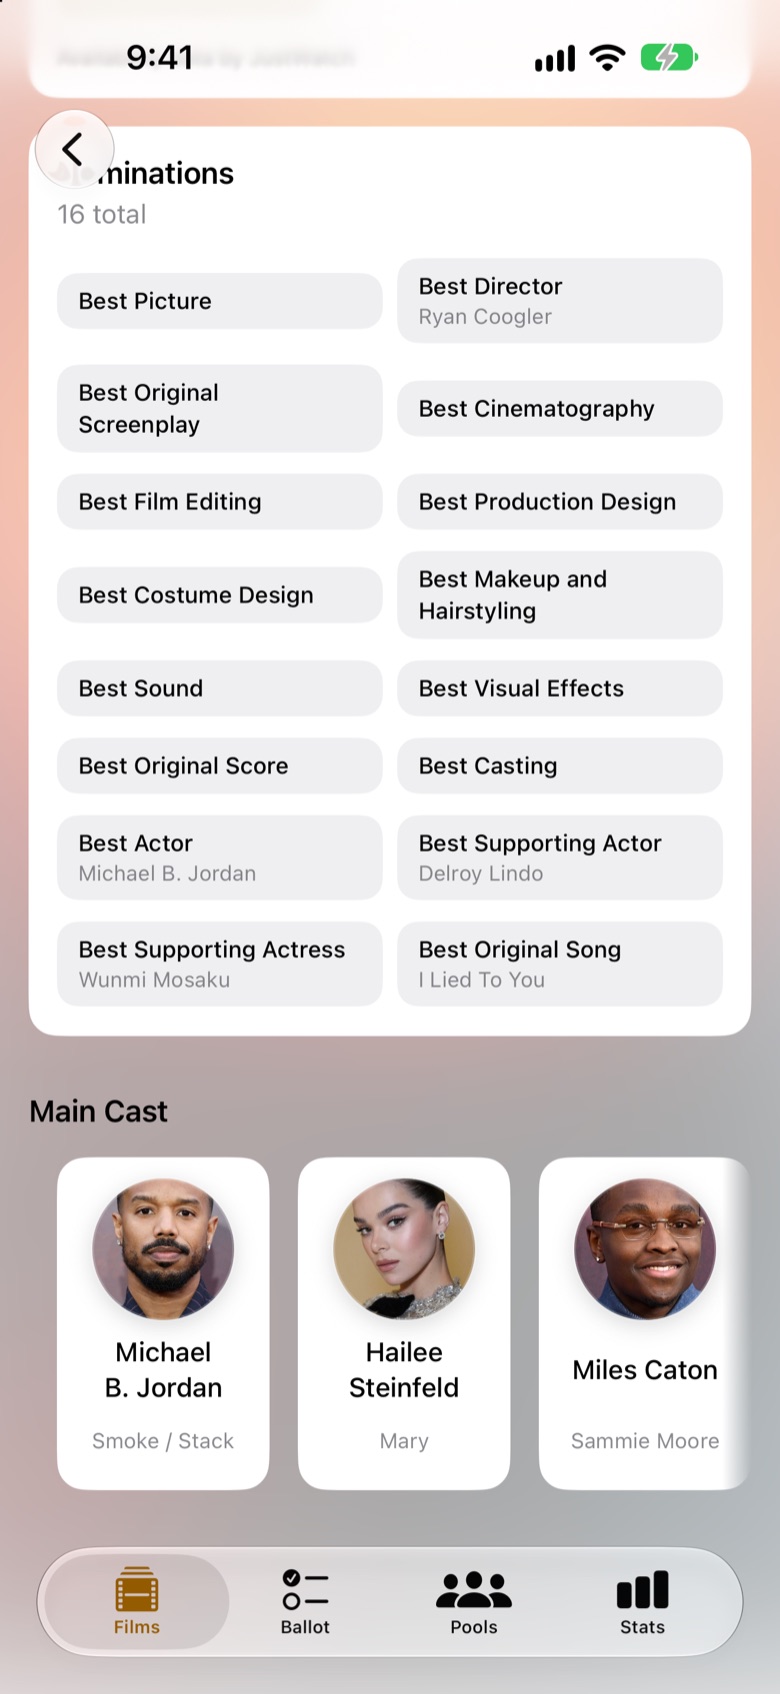 9:41
minations
16 total
Best Picture
Best Director
Ryan Coogler
Best Original
Screenplay
Best Cinematography
Best Film Editing
Best Production Design
Best Costume Design
Best Makeup and
Hairstyling
Best Sound
Best Visual Effects
Best Original Score
Best Casting
Best Actor
Michael B. Jordan
Best Supporting Actor
Delroy Lindo
Best Supporting Actress
Wunmi Mosaku
Best Original Song
I Lied To You
Main Cast
Michael
B. Jordan
Smoke / Stack
Hailee
Steinfeld
Mary
Miles Caton
Sammie Moore
Films
Ballot
Pools
Stats